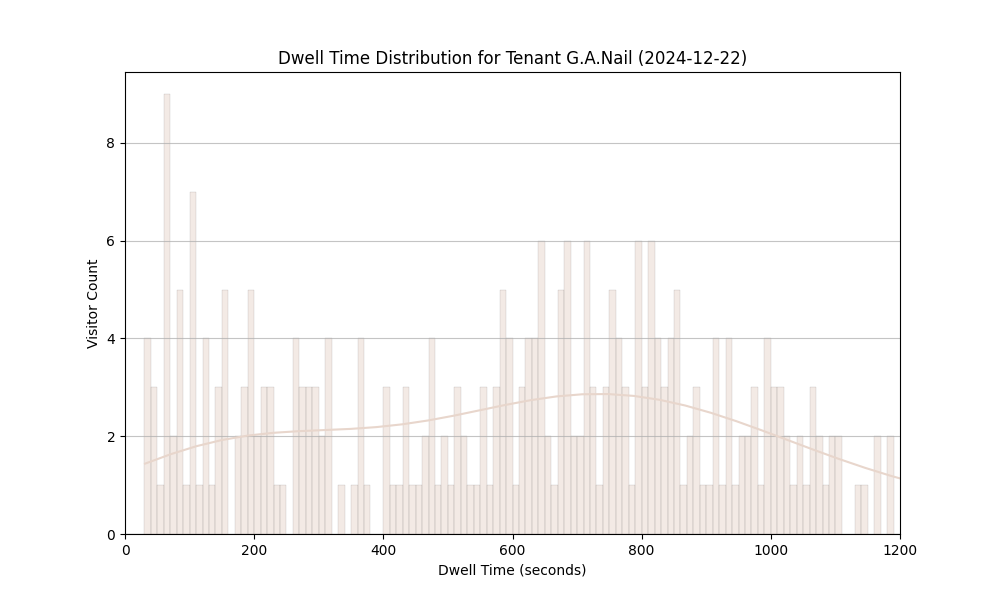 Dwell Time Distribution for Tenant G.A.Nail (2024-12-22)
8
6
4
2
0
Visitor Count
0 200 400 600 800 1000 1200
Dwell Time (seconds)